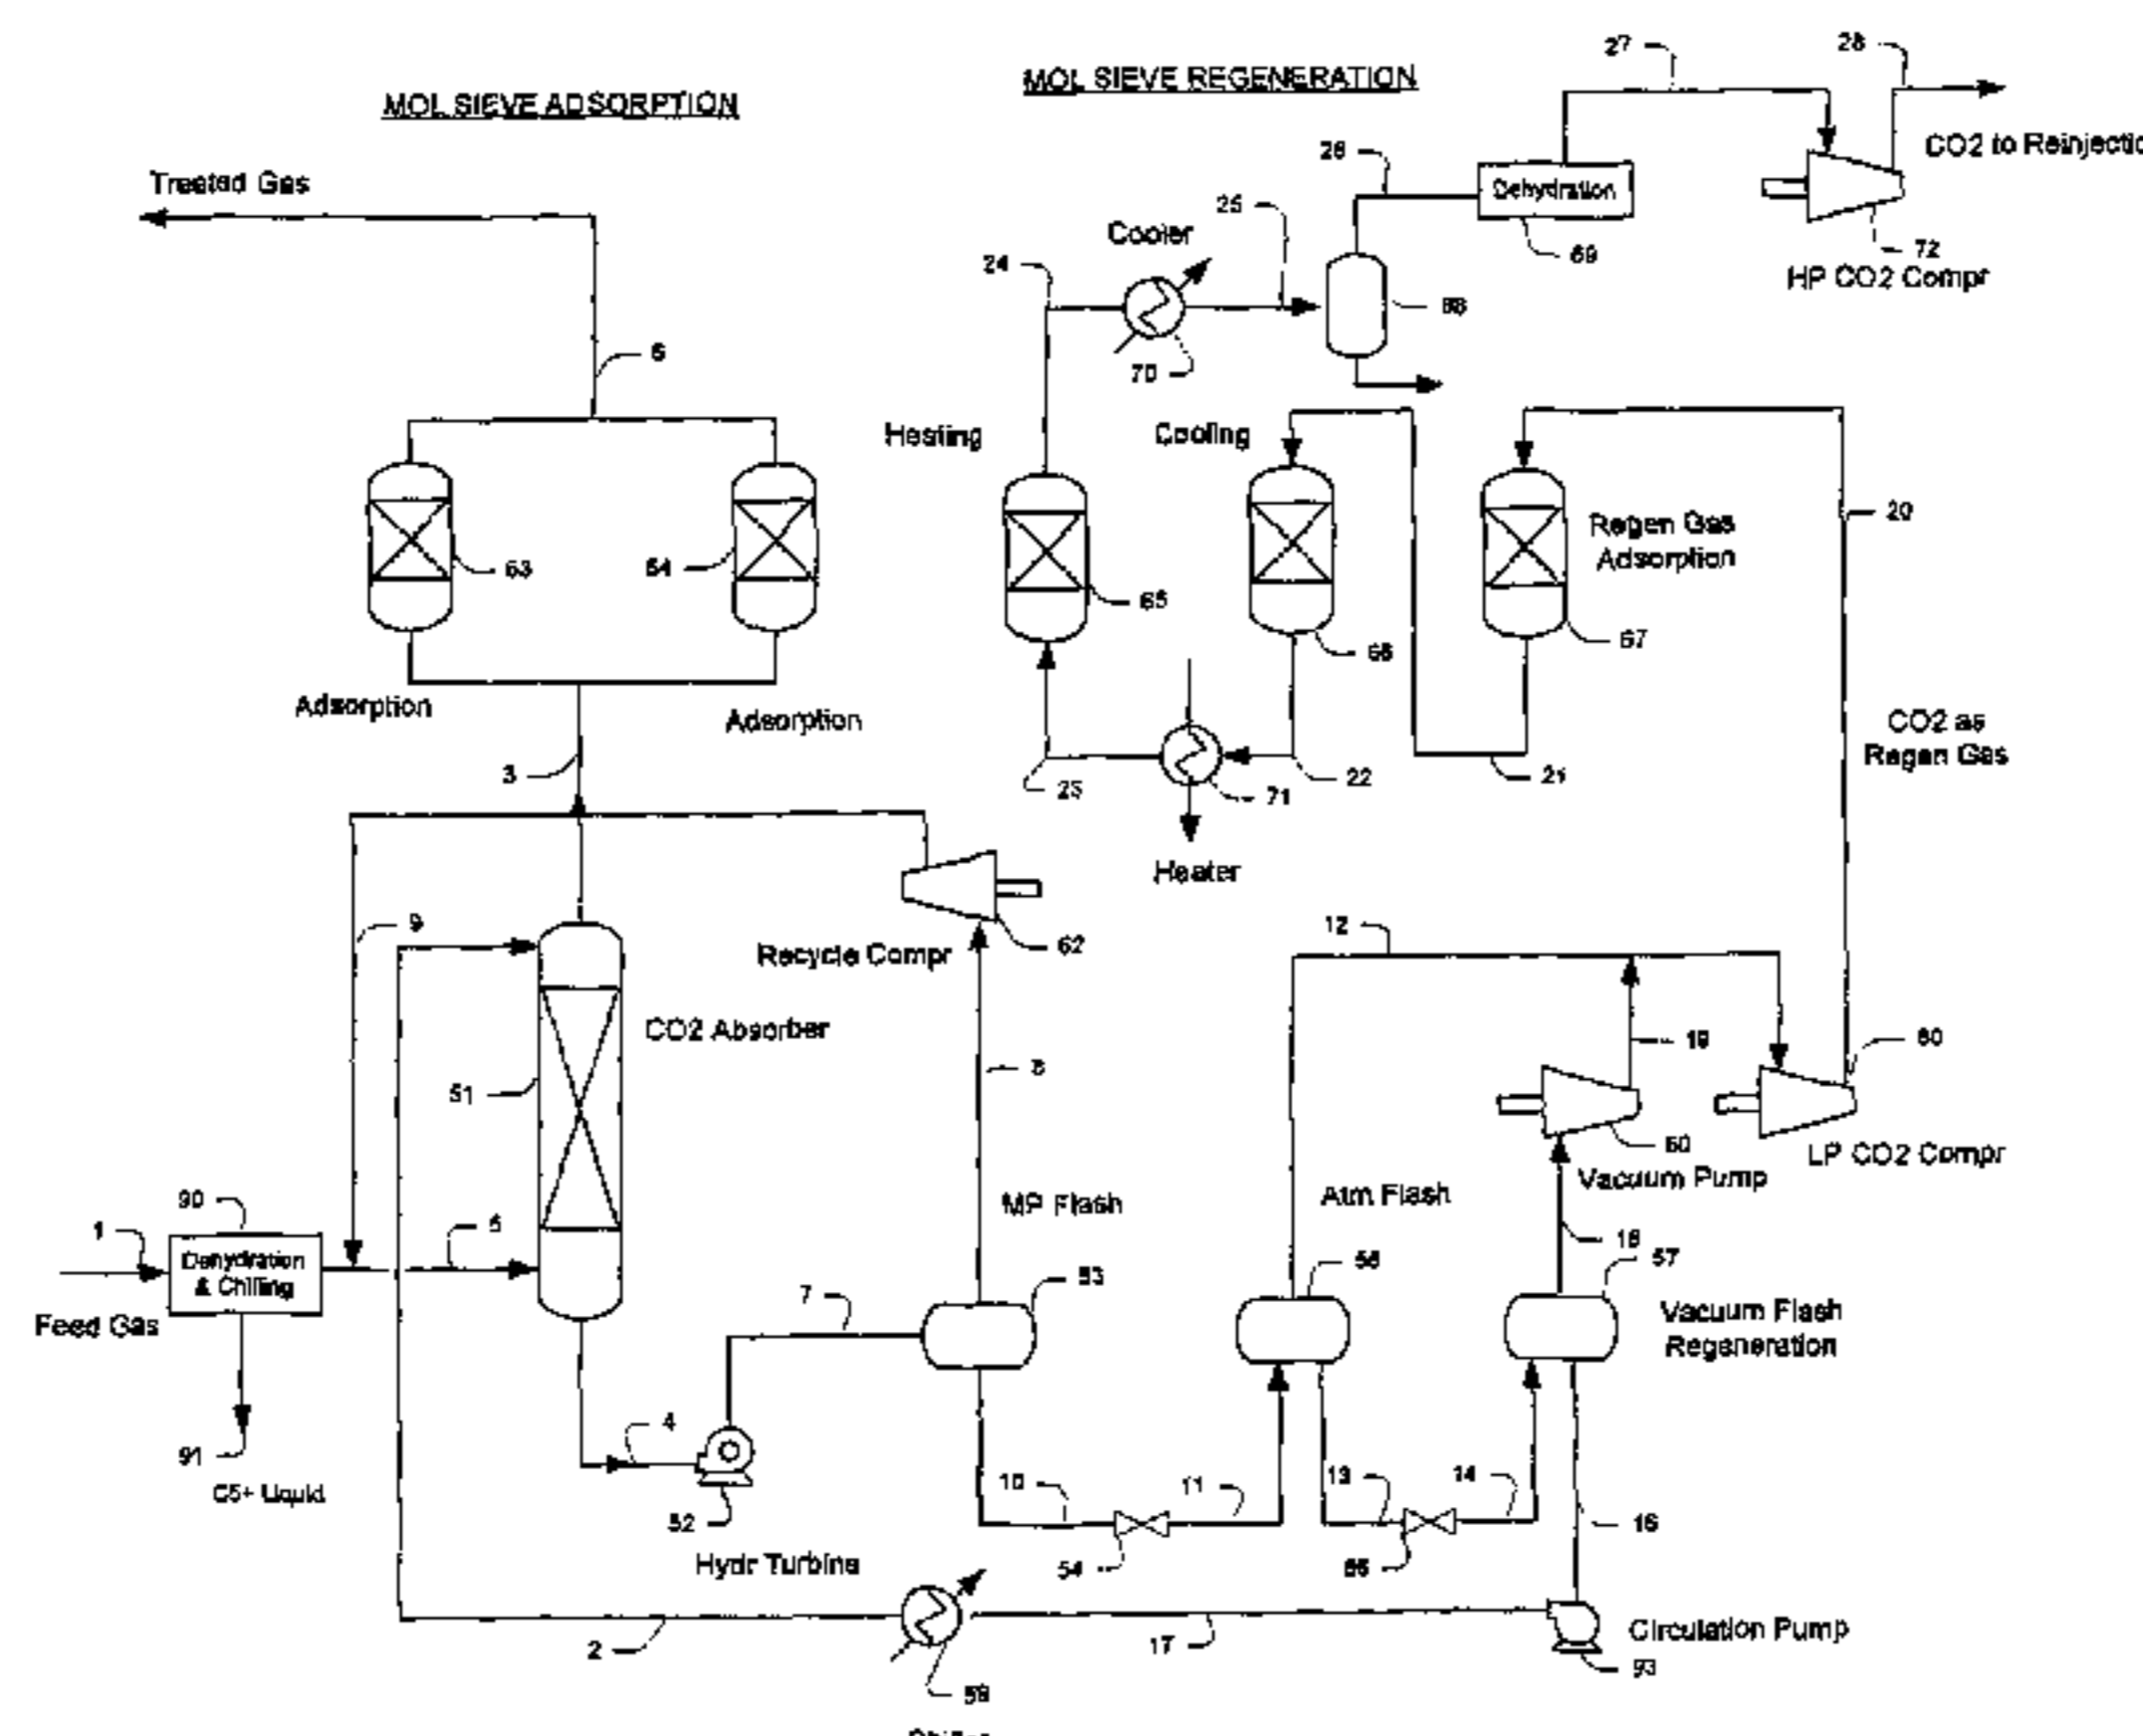 MOL SIEVE ADSORPTION
MOL SIEVE REGENERATION
27
28
CO2 to Reinjectio
Treated Gas
26
Dehydration
25
Cooler
69
72
HP CO2 Compr
24
68
6
70
Heating
Cooling
20
Regen Gas
Adsorption
63
64
65
67
66
Adsorption
Adsorption
CO2 as
Regen Gas
3
23
71
22
21
Heater
9
12
62
Recycle Compr
CO2 Absorber
19
60
8
51
60
LP CO2 Compr
Vacuum Pump
90
MP Flash
Atm Flash
1
5
18
Dehydration
& Chilling
7
53
56
57
Feed Gas
Vacuum Flash
Regeneration
4
91
C5+ Liquid
10
11
13
14
16
52
54
Hydr Turbine
2
17
Circulation Pump
93